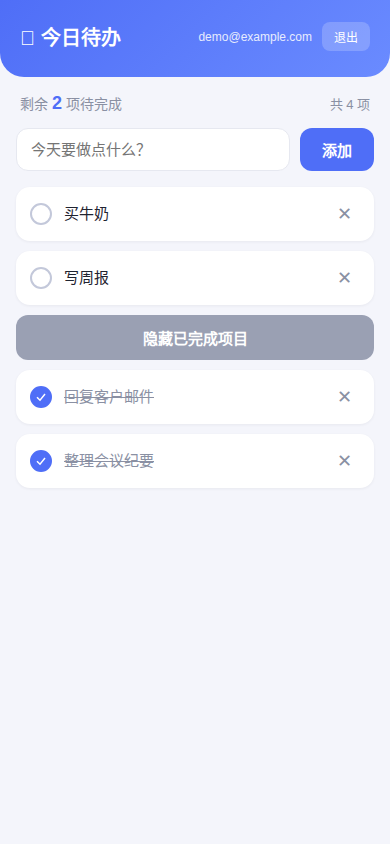 今日待办
demo@example.com
退出
剩余 2 项待完成
共 4 项
今天要做点什么？
添加
买牛奶
✕
写周报
✕
隐藏已完成项目
回复客户邮件
✕
整理会议纪要
✕